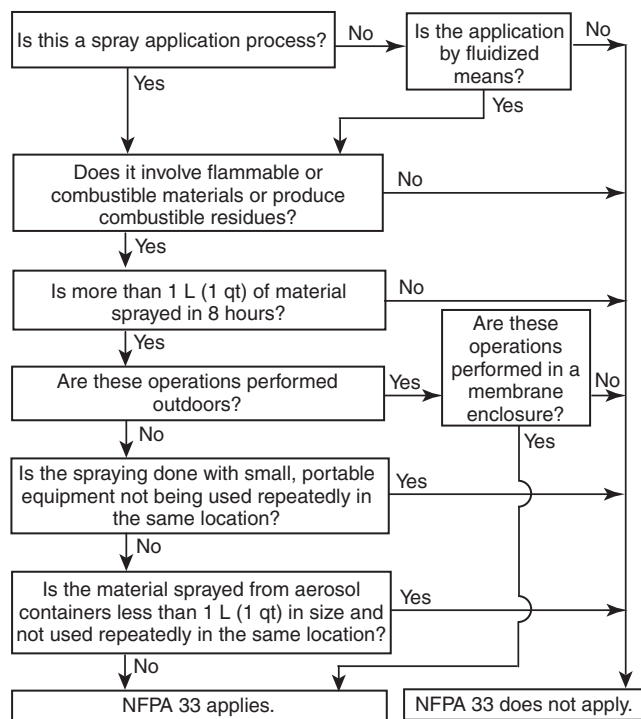 Is this a spray application process?
No
Is the application
by fluidized
means?
No
Yes
Yes
Does it involve flammable or
combustible materials or produce
combustible residues?
No
Yes
Is more than 1 L (1 qt) of material
sprayed in 8 hours?
No
Yes
Are these operations performed
outdoors?
Yes
Are these
operations
performed in a
membrane
enclosure?
No
No
Yes
Is the spraying done with small, portable
equipment not being used repeatedly in
the same location?
Yes
No
Is the material sprayed from aerosol
containers less than 1 L (1 qt) in size and
not used repeatedly in the same location?
Yes
No
NFPA 33 applies.
NFPA 33 does not apply.